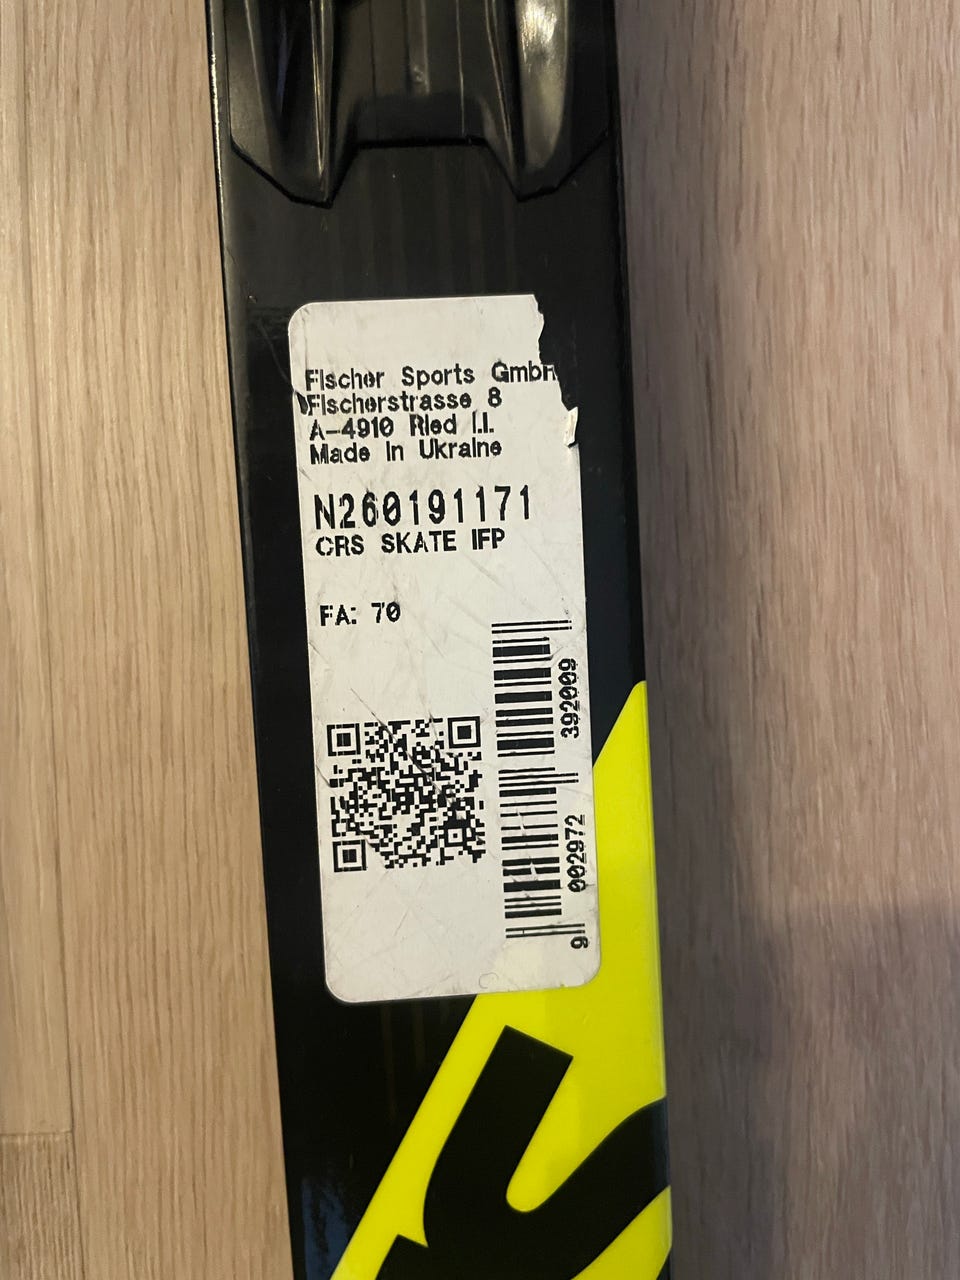 Fischer Sports GmbH
Fischerstrasse 8
A-4910 Ried I.I.
Made in Ukraine
N260191171
CRS SKATE IFP
FA: 70
9 002972 392009